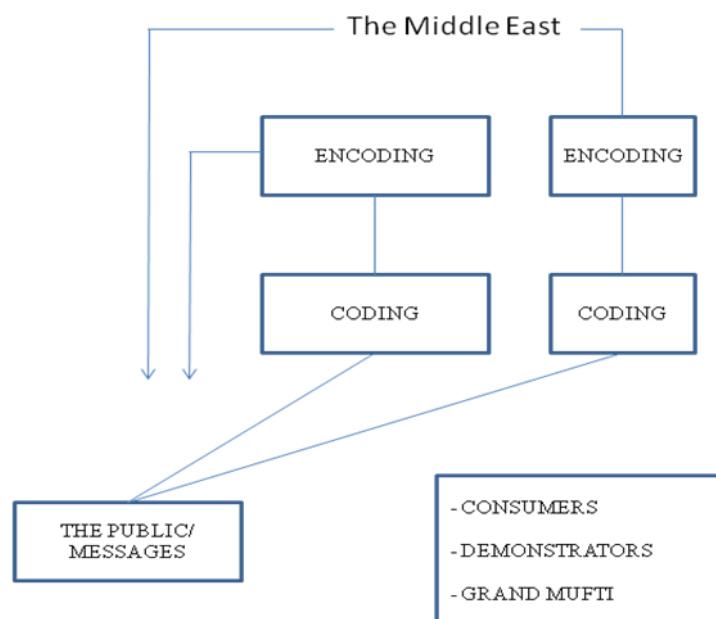 The Middle East
ENCODING
ENCODING
CODING
CODING
THE PUBLIC/
MESSAGES
- CONSUMERS
- DEMONSTRATORS
- GRAND MUFTI